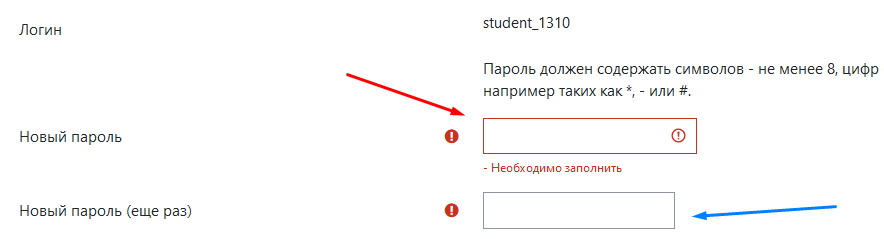 Логин
student_1310
Пароль должен содержать символов - не менее 8, цифр
например таких как *, - или #.
Новый пароль
- Необходимо заполнить
Новый пароль (еще раз)